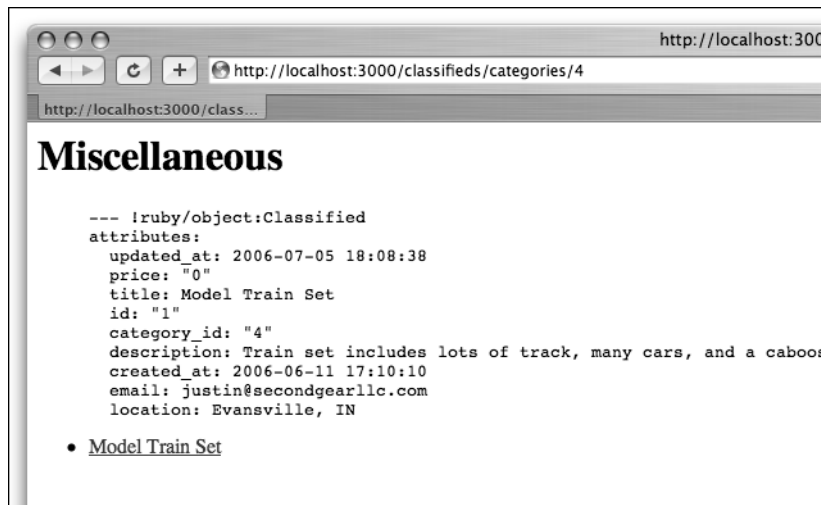 http://localhost:300
http://localhost:3000/classifieds/categories/4
http://localhost:3000/class...
Miscellaneous
--- !ruby/object:Classified
attributes:
updated_at: 2006-07-05 18:08:38
price: "0"
title: Model Train Set
id: "1"
category_id: "4"
description: Train set includes lots of track, many cars, and a caboos
created_at: 2006-06-11 17:10:10
email: justin@secondgearllc.com
location: Evansville, IN
• Model Train Set